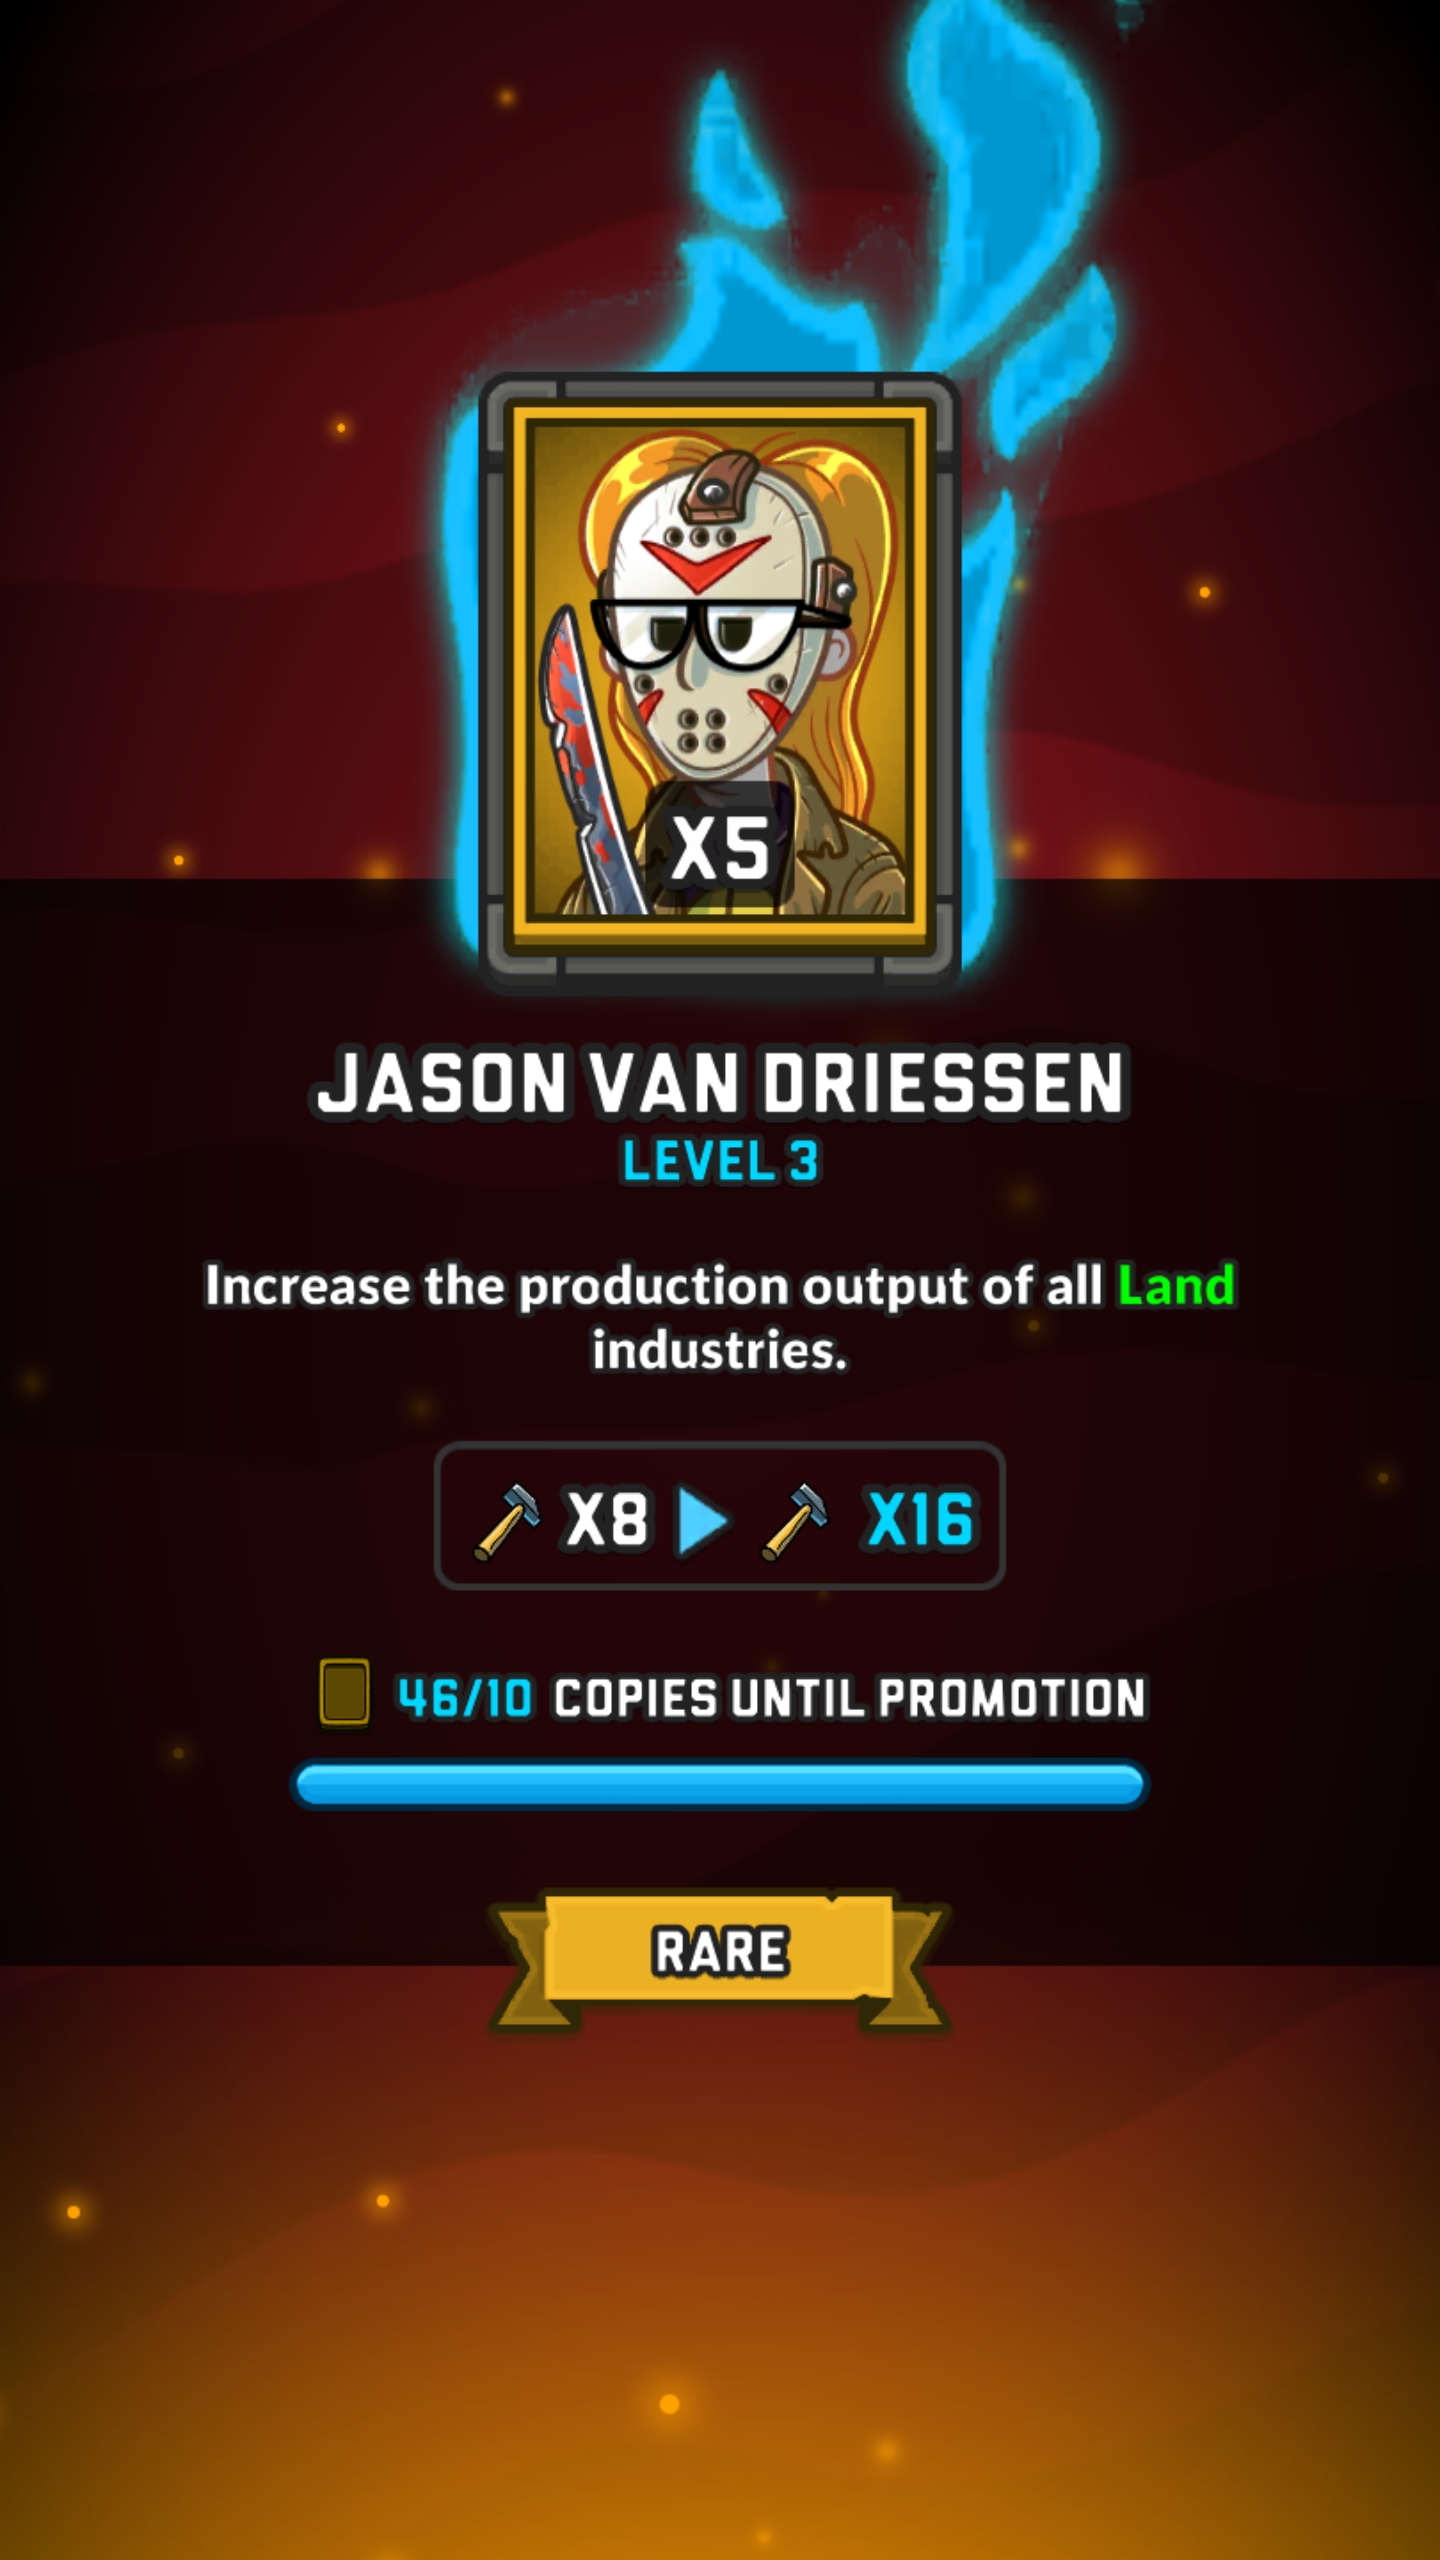 X5
JASON VAN DRIESSEN
LEVEL 3
Increase the production output of all Land
industries.
X8 X16
46/10 COPIES UNTIL PROMOTION
RARE